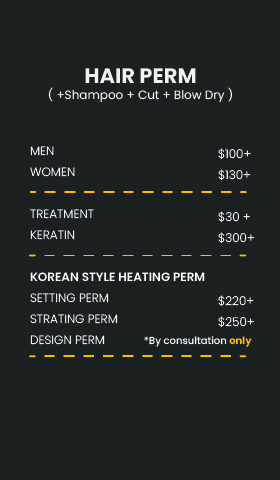 HAIR PERM
( +Shampoo + Cut + Blow Dry )
MEN $100+
WOMEN $130+
TREATMENT $30 +
KERATIN $300+
KOREAN STYLE HEATING PERM
SETTING PERM $220+
STRATING PERM $250+
DESIGN PERM *By consultation only